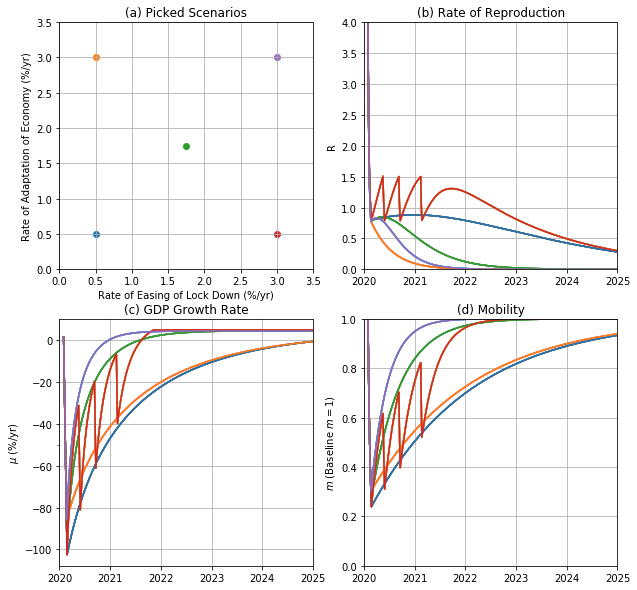 (a) Picked Scenarios
Rate of Adaptation of Economy (%/yr)
3.5
3.0
2.5
2.0
1.5
1.0
0.5
0.0
0.0 0.5 1.0 1.5 2.0 2.5 3.0 3.5
Rate of Easing of Lock Down (%/yr)
(b) Rate of Reproduction
R
4.0
3.5
3.0
2.5
2.0
1.5
1.0
0.5
0.0
2020 2021 2022 2023 2024 2025
(c) GDP Growth Rate
μ (%/yr)
0
−20
−40
−60
−80
−100
2020 2021 2022 2023 2024 2025
(d) Mobility
m (Baseline m = 1)
1.0
0.8
0.6
0.4
0.2
0.0
2020 2021 2022 2023 2024 2025